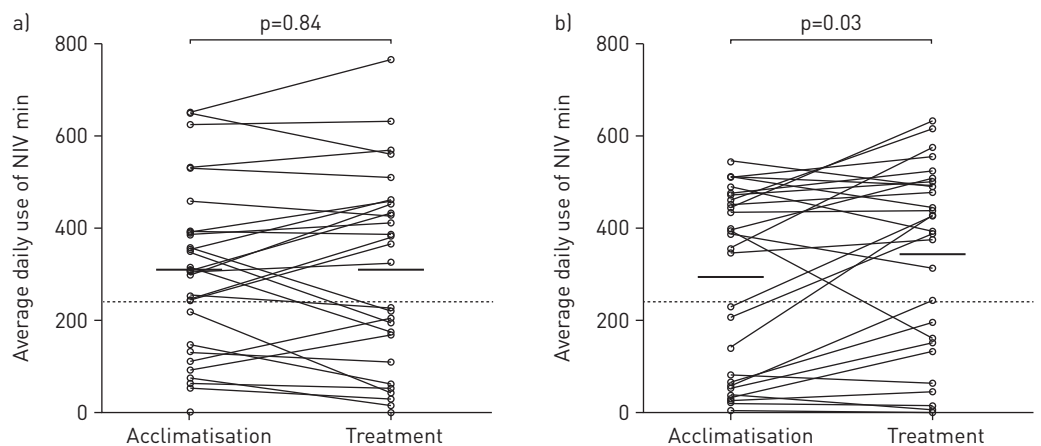 a)
p=0.84
800
600
400
200
0
Average daily use of NIV min
Acclimatisation
Treatment
b)
p=0.03
800
600
400
200
0
Average daily use of NIV min
Acclimatisation
Treatment